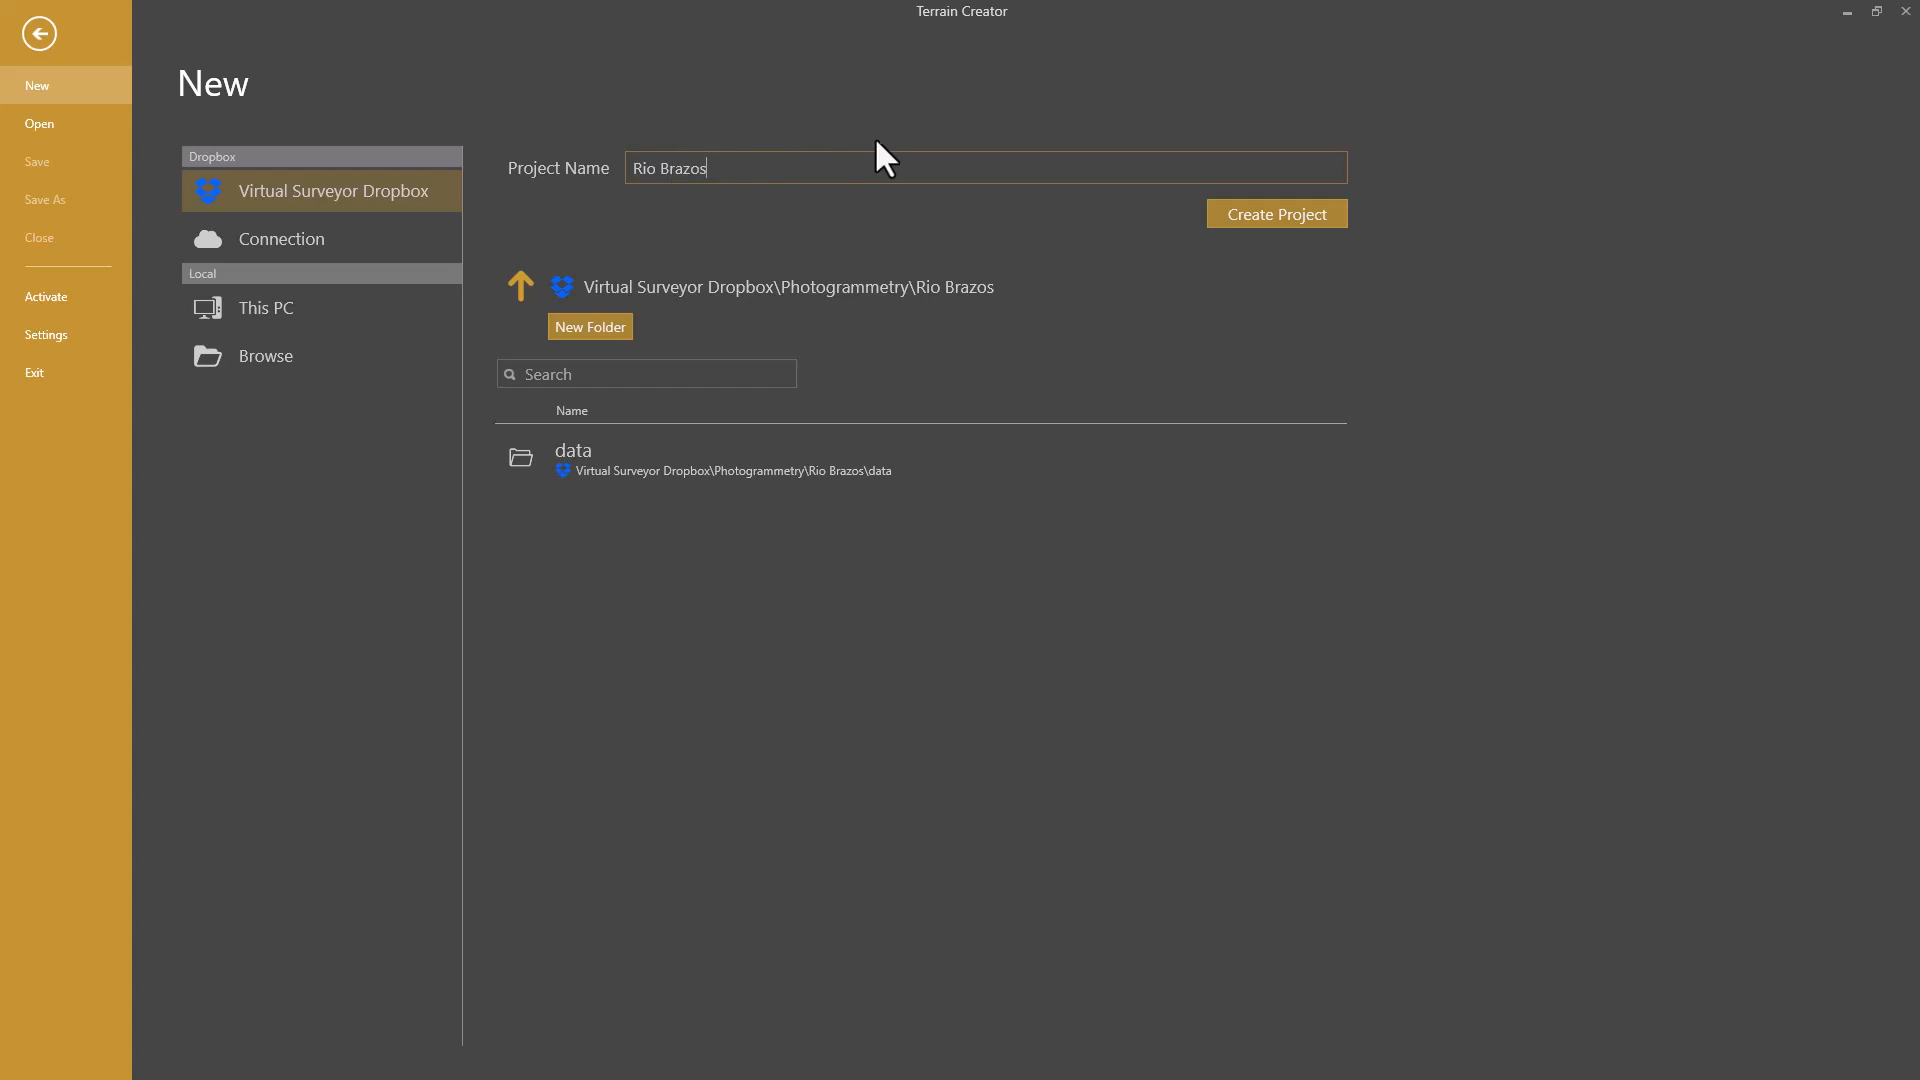 Terrain Creator
New
Open
Save
Save As
Close
Activate
Settings
Exit
New
Dropbox
Virtual Surveyor Dropbox
Connection
Local
This PC
Browse
Project Name Rio Brazos
Create Project
Virtual Surveyor Dropbox\Photogrammetry\Rio Brazos
New Folder
Search
Name
data
Virtual Surveyor Dropbox\Photogrammetry\Rio Brazos\data